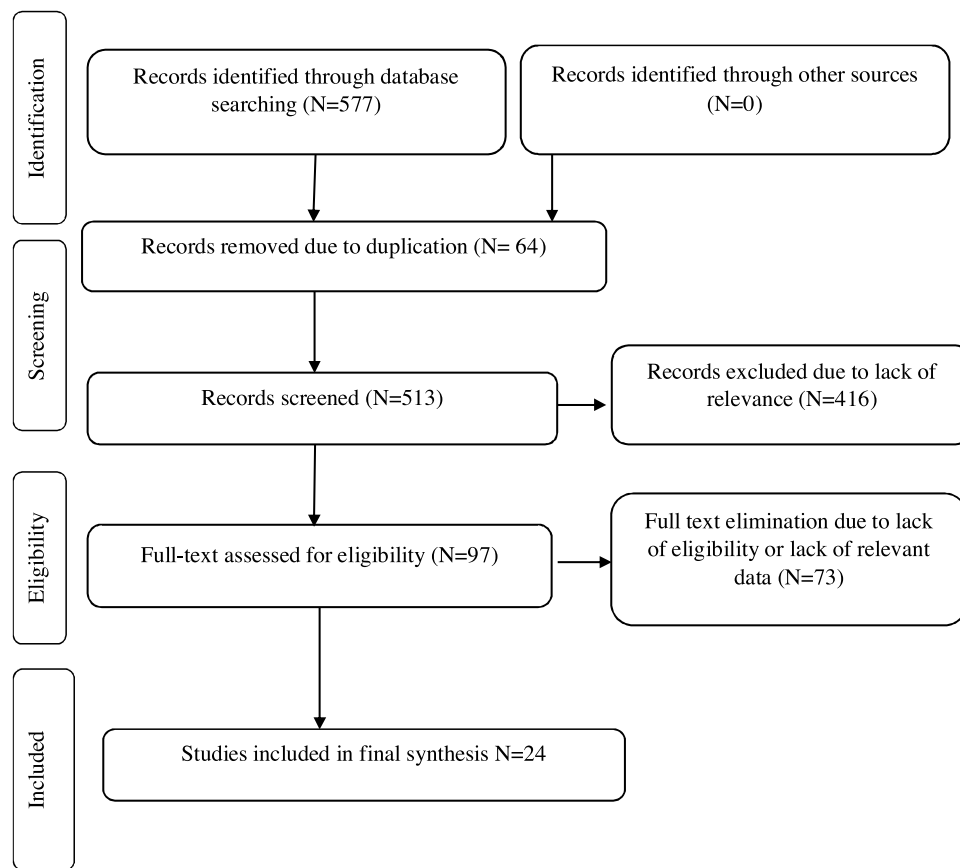 Identification
Records identified through database
searching (N=577)
Records identified through other sources
(N=0)
Records removed due to duplication (N= 64)
Screening
Records screened (N=513)
Records excluded due to lack of
relevance (N=416)
Eligibility
Full-text assessed for eligibility (N=97)
Full text elimination due to lack
of eligibility or lack of relevant
data (N=73)
Included
Studies included in final synthesis N=24